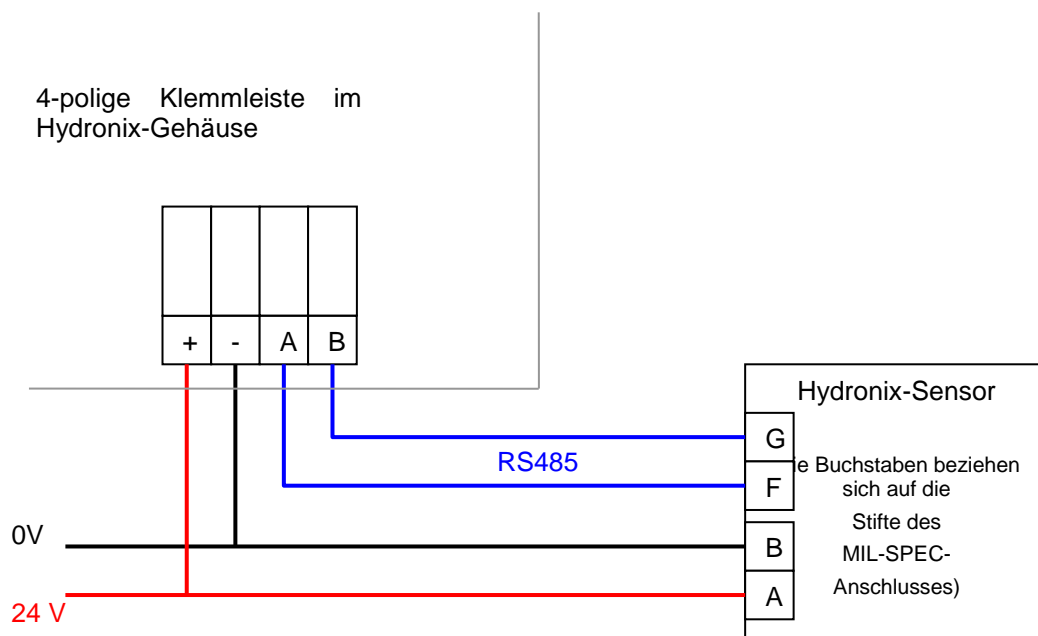 4-polige Klemmleiste im
Hydronix-Gehäuse
+ - A B
Hydronix-Sensor
G
ie Buchstaben beziehen
RS485
F
sich auf die
Stifte des
0V
B
MIL-SPEC-
A
Anschlusses)
24 V